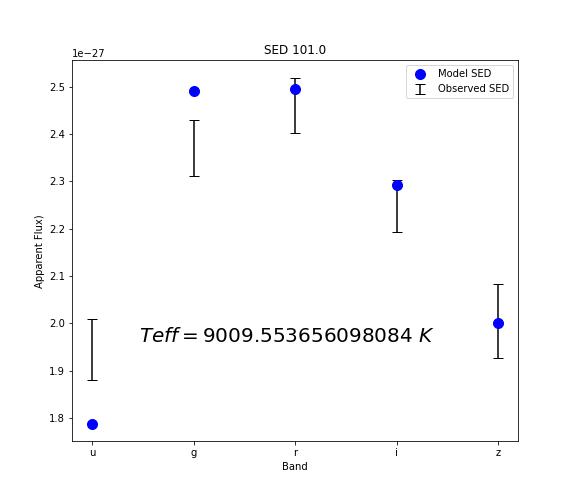 SED 101.0
1e−27
Model SED
Observed SED
2.5
2.4
2.3
2.2
2.1
2.0
1.9
1.8
Apparent Flux)
Teff = 9009.553656098084 K
u g r i z
Band